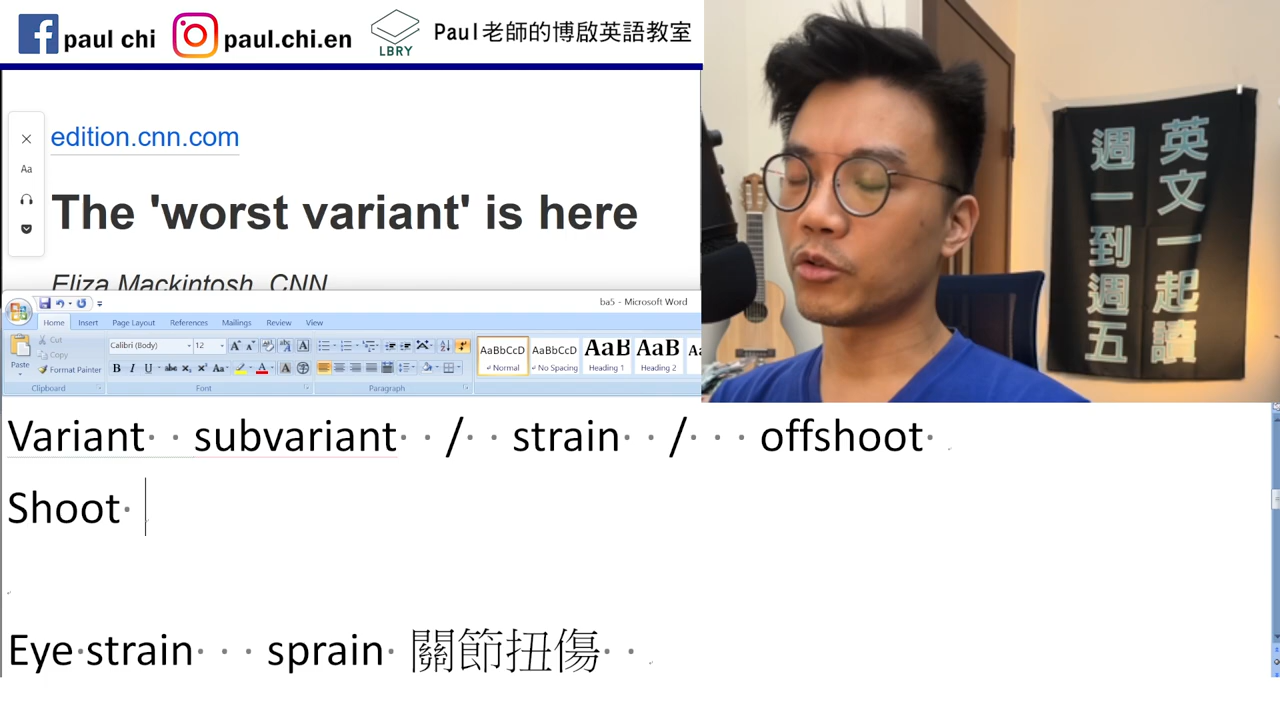 paul chi paul.chi.en LBRY Paul老師的博啟英語教室
edition.cnn.com
Aa
The 'worst variant' is here
Eliza Mackintosh, CNN
ba5 - Microsoft Word
Home Insert Page Layout References Mailings Review View
Paste
Cut
Copy
Format Painter
Clipboard
Calibri (Body) 12
Font
Paragraph
AaBbCcD AaBbCcD AaBb AaB
Normal No Spacing Heading 1 Heading 2
Variant subvariant / strain / offshoot
Shoot
Eye strain sprain 關節扭傷
英文一起讀
週一到週五